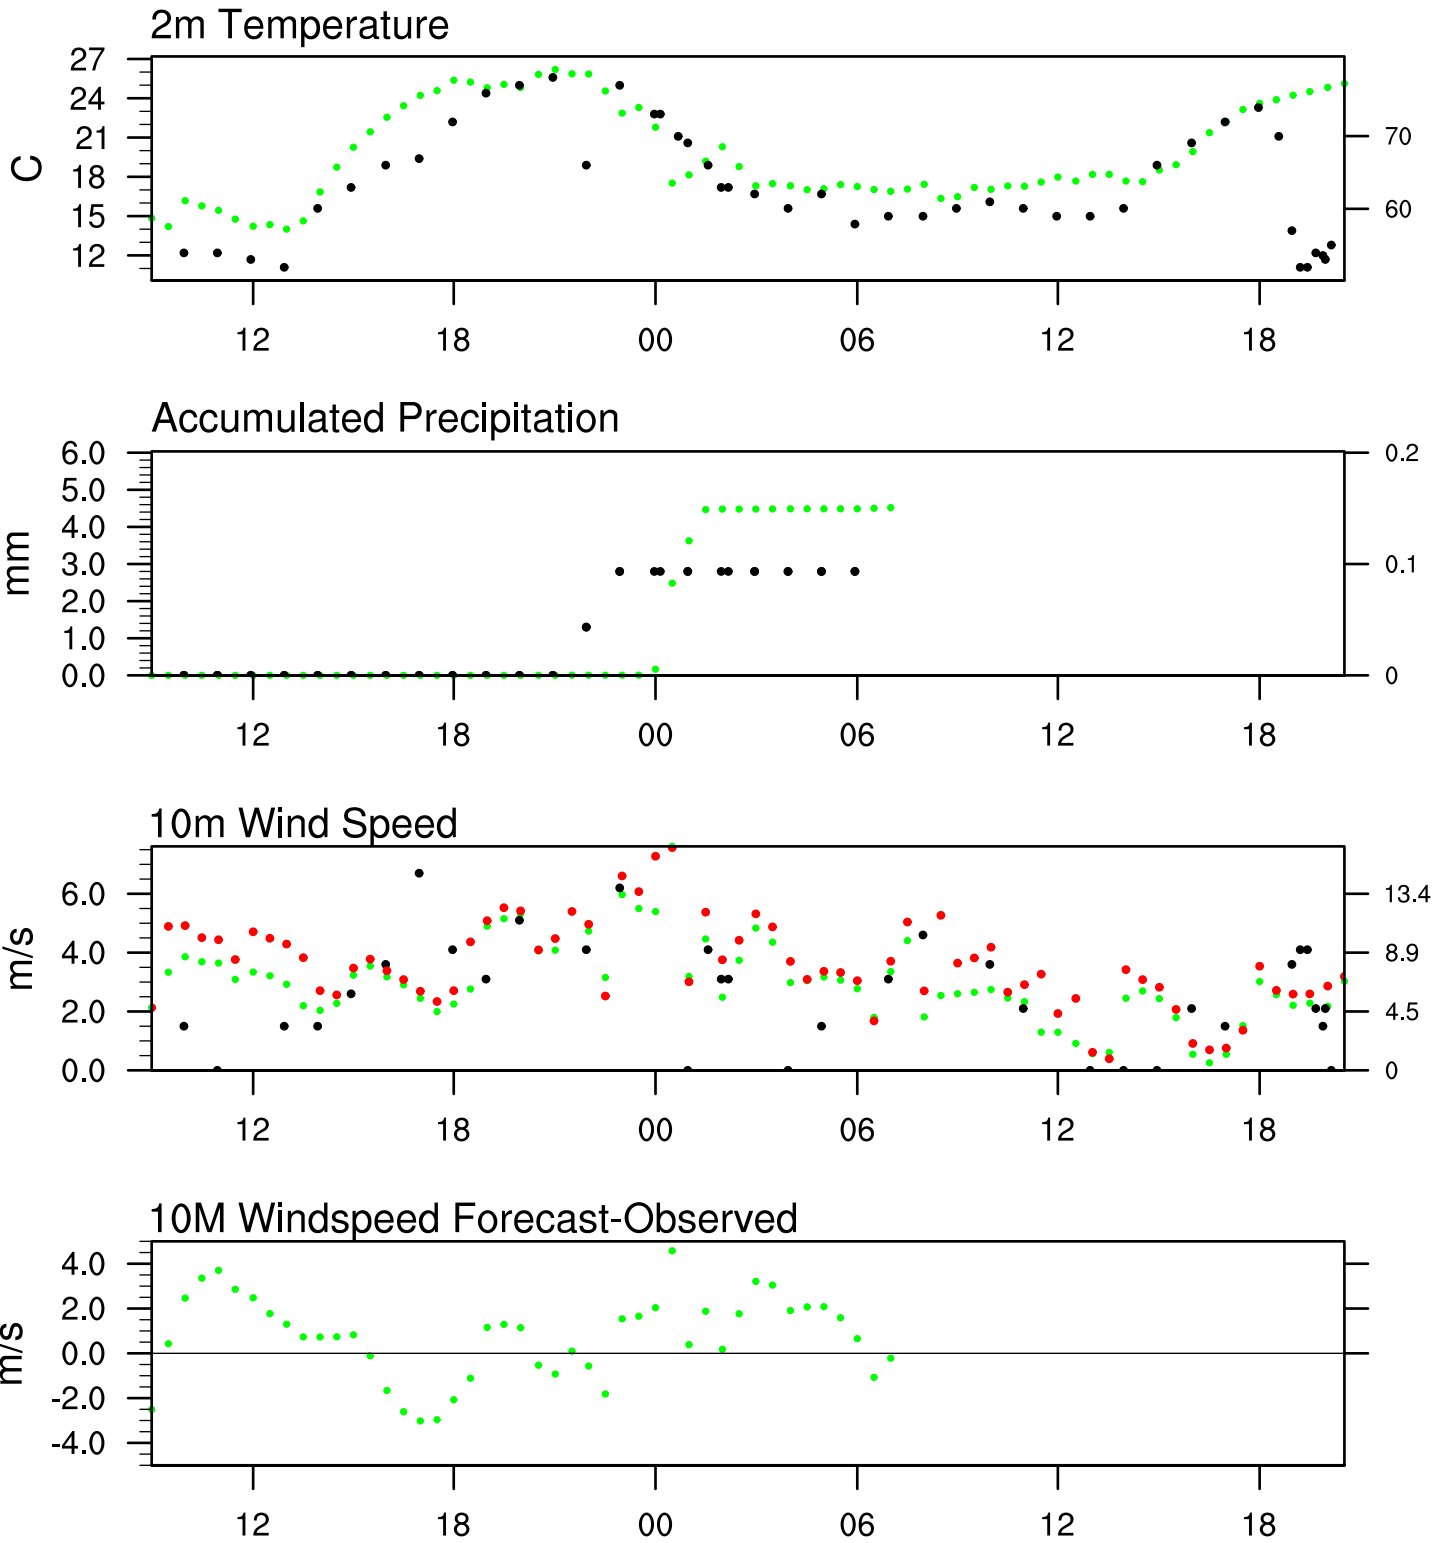 2m Temperature
27
24
21
18
15
12
C
70
60
12 18 00 06 12 18
Accumulated Precipitation
6.0
5.0
4.0
3.0
2.0
1.0
0.0
mm
0.2
0.1
0
12 18 00 06 12 18
10m Wind Speed
6.0
4.0
2.0
0.0
m/s
13.4
8.9
4.5
0
12 18 00 06 12 18
10M Windspeed Forecast-Observed
4.0
2.0
0.0
-2.0
-4.0
m/s
12 18 00 06 12 18